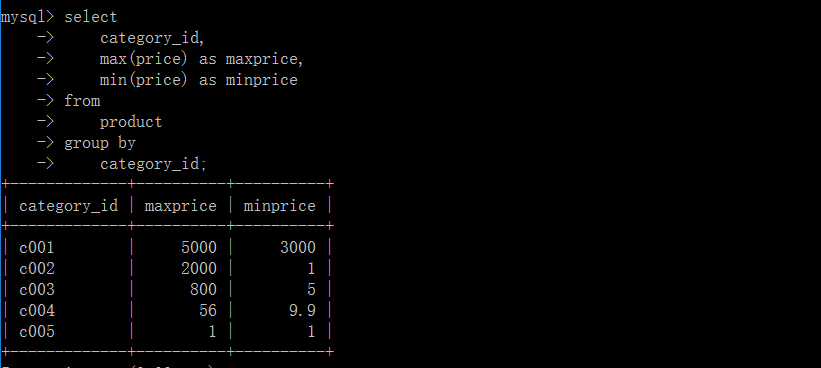 mysql> select
    ->     category_id,
    ->     max(price) as maxprice,
    ->     min(price) as minprice
    -> from
    ->     product
    -> group by
    ->     category_id;
+-------------+----------+----------+
| category_id | maxprice | minprice |
+-------------+----------+----------+
| c001        |     5000 |     3000 |
| c002        |     2000 |        1 |
| c003        |      800 |        5 |
| c004        |       56 |      9.9 |
| c005        |        1 |        1 |
+-------------+----------+----------+